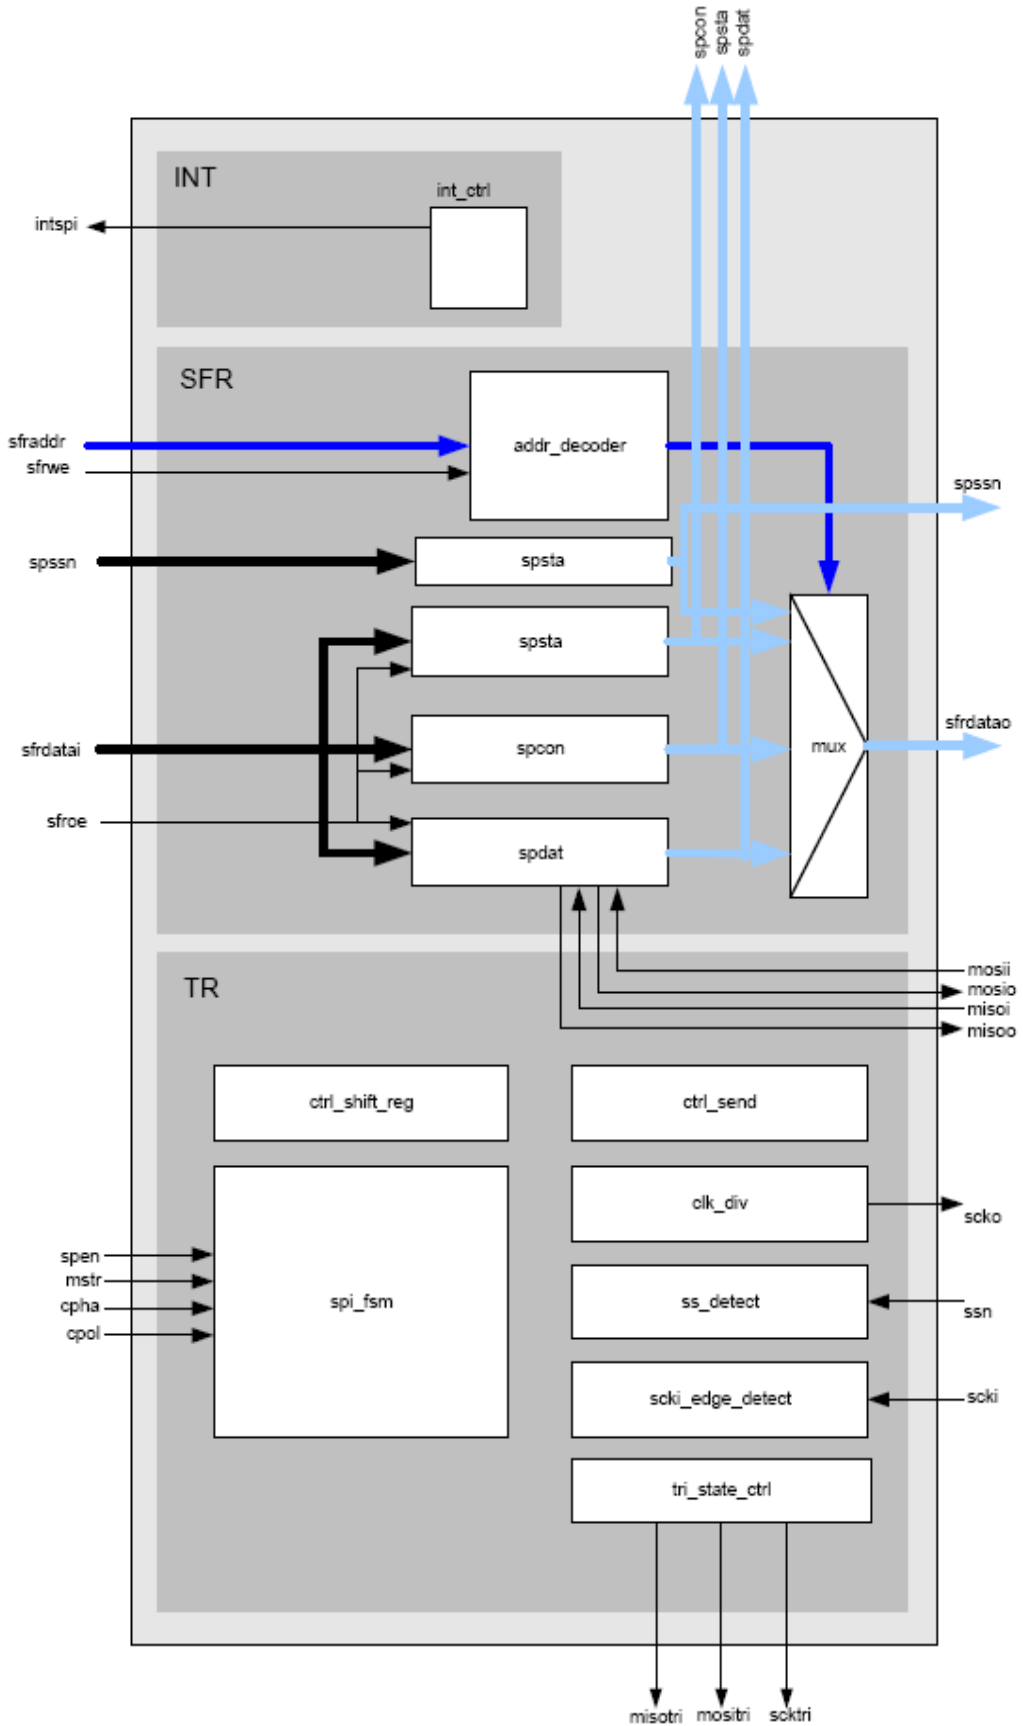 spcon
spsta
spdat
INT
int_ctrl
intspi
SFR
sfraddr
sfrwe
addr_decoder
spssn
spssn
spsta
spsta
sfrdatai
spcon
mux
sfrdatao
sfroe
spdat
TR
mosii
mosio
misoi
misoo
ctrl_shift_reg
ctrl_send
clk_div
scko
spen
mstr
cpha
cpol
spi_fsm
ss_detect
ssn
scki_edge_detect
scki
tri_state_ctrl
misotri
mositri
scktri